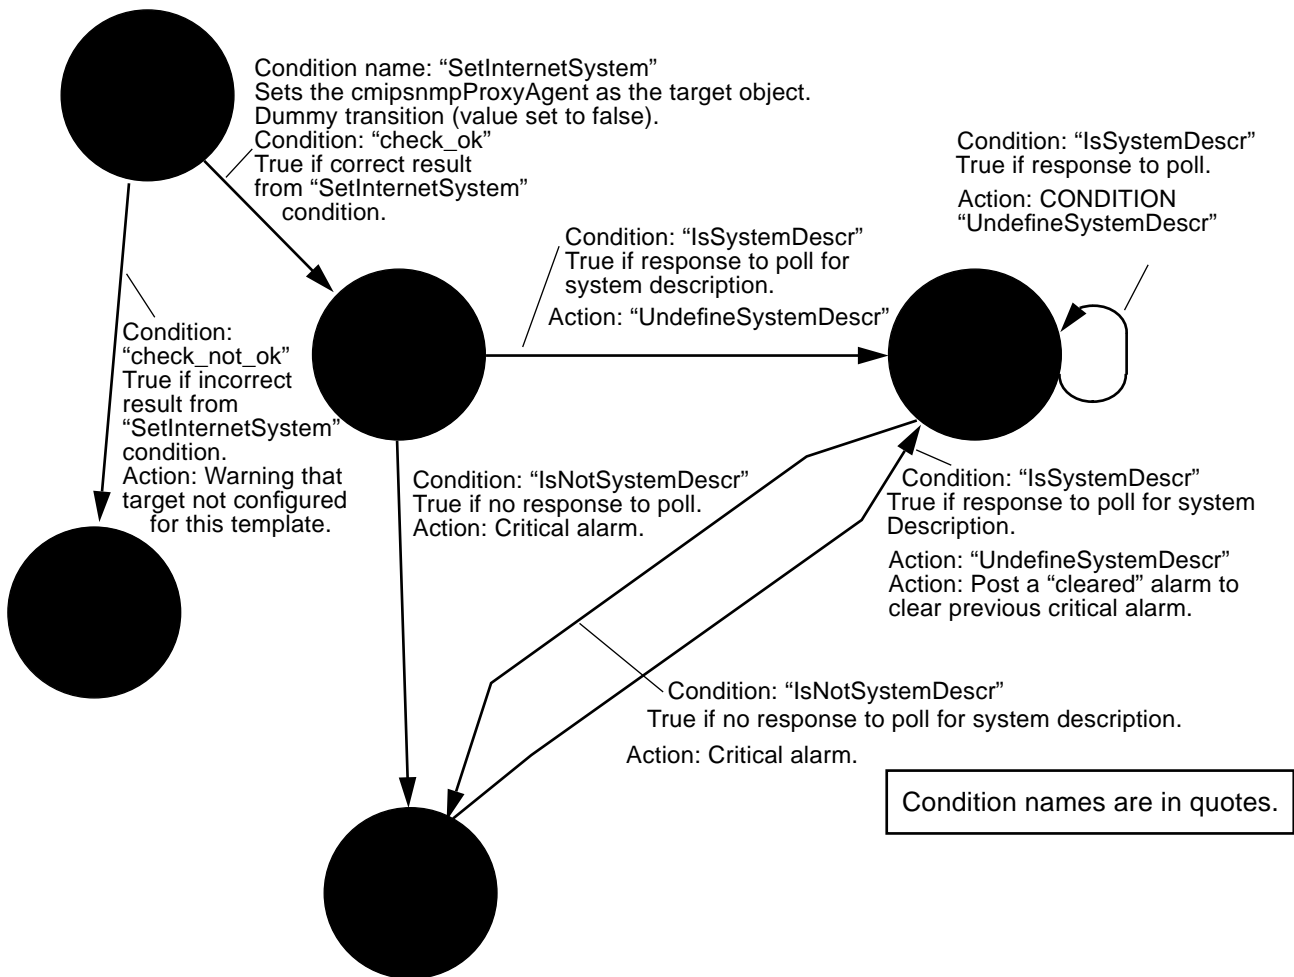 Condition name: “SetInternetSystem”
Sets the cmipsnmpProxyAgent as the target object.
Dummy transition (value set to false).
Condition: “check_ok”
True if correct result
from “SetInternetSystem”
condition.
Condition: “IsSystemDescr”
True if response to poll.
Action: CONDITION
“UndefineSystemDescr”
Condition: “IsSystemDescr”
True if response to poll for
system description.
Action: “UndefineSystemDescr”
Condition:
“check_not_ok”
True if incorrect
result from
“SetInternetSystem”
condition.
Action: Warning that
target not configured
for this template.
Condition: “IsNotSystemDescr”
True if no response to poll.
Action: Critical alarm.
Condition: “IsSystemDescr”
True if response to poll for system
Description.
Action: “UndefineSystemDescr”
Action: Post a “cleared” alarm to
clear previous critical alarm.
Condition: “IsNotSystemDescr”
True if no response to poll for system description.
Action: Critical alarm.
Condition names are in quotes.